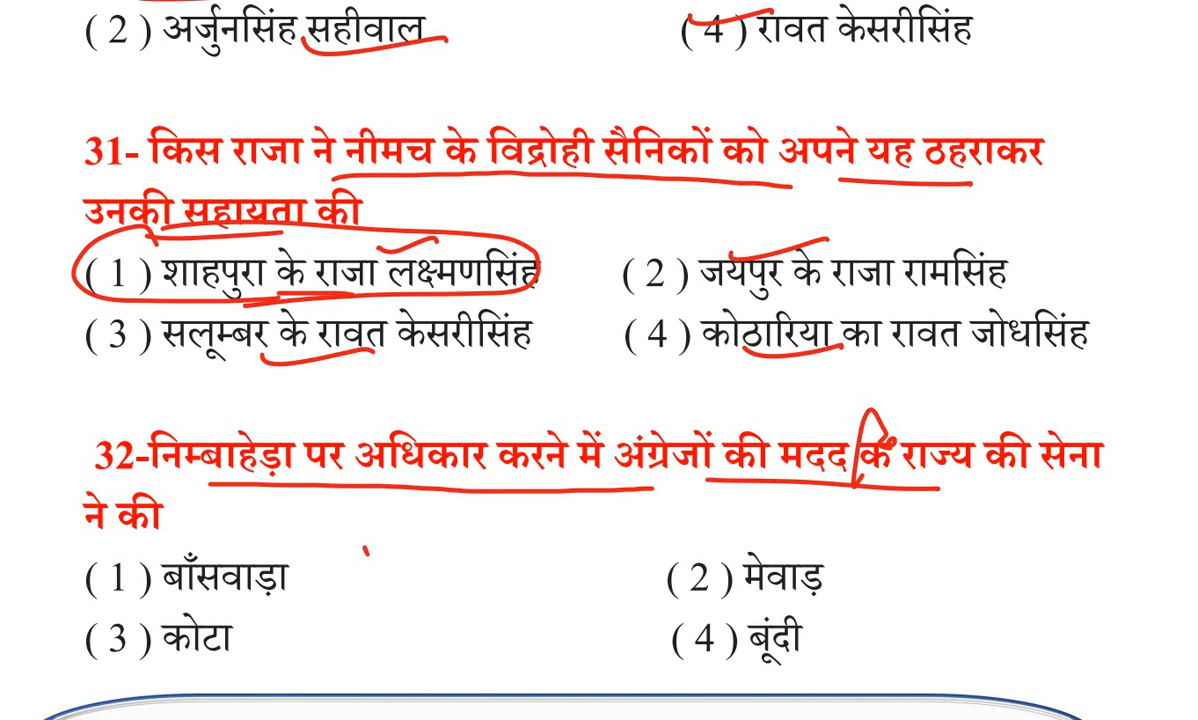 ( 2 ) अर्जुनसिंह सहीवाल ( 4 ) रावत केसरीसिंह
31- किस राजा ने नीमच के विद्रोही सैनिकों को अपने यह ठहराकर
उनकी सहायता की
( 1 ) शाहपुरा के राजा लक्ष्मणसिंह ( 2 ) जयपुर के राजा रामसिंह
( 3 ) सलूम्बर के रावत केसरीसिंह ( 4 ) कोठारिया का रावत जोधसिंह
32-निम्बाहेड़ा पर अधिकार करने में अंग्रेजों की मदद कि राज्य की सेना
ने की
( 1 ) बाँसवाड़ा ( 2 ) मेवाड़
( 3 ) कोटा ( 4 ) बूंदी